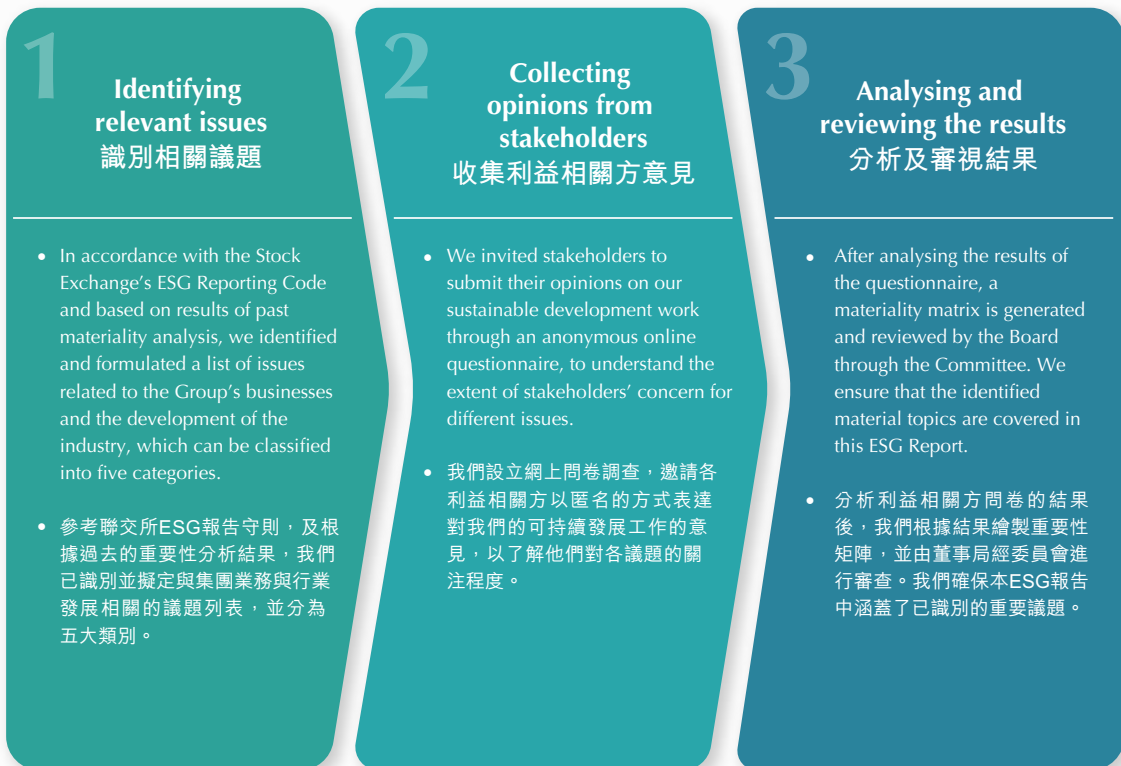 1
Identifying
relevant issues
識別相關議題
• In accordance with the Stock
Exchange's ESG Reporting Code
and based on results of past
materiality analysis, we identified
and formulated a list of issues
related to the Group's businesses
and the development of the
industry, which can be classified
into five categories.
• 參考聯交所ESG報告守則，及根
據過去的重要性分析結果，我們
已識別並擬定與集團業務與行業
發展相關的議題列表，並分為
五大類別。
2
Collecting
opinions from
stakeholders
收集利益相關方意見
• We invited stakeholders to
submit their opinions on our
sustainable development work
through an anonymous online
questionnaire, to understand the
extent of stakeholders' concern for
different issues.
• 我們設立網上問卷調查，邀請各
利益相關方以匿名的方式表達
對我們的可持續發展工作的意
見，以了解他們對各議題的關
注程度。
3
Analysing and
reviewing the results
分析及審視結果
• After analysing the results of
the questionnaire, a
materiality matrix is generated
and reviewed by the Board
through the Committee. We
ensure that the identified
material topics are covered in
this ESG Report.
• 分析利益相關方問卷的結果
後，我們根據結果繪製重要性
矩陣，並由董事局經委員會進
行審查。我們確保本ESG報告
中涵蓋了已識別的重要議題。